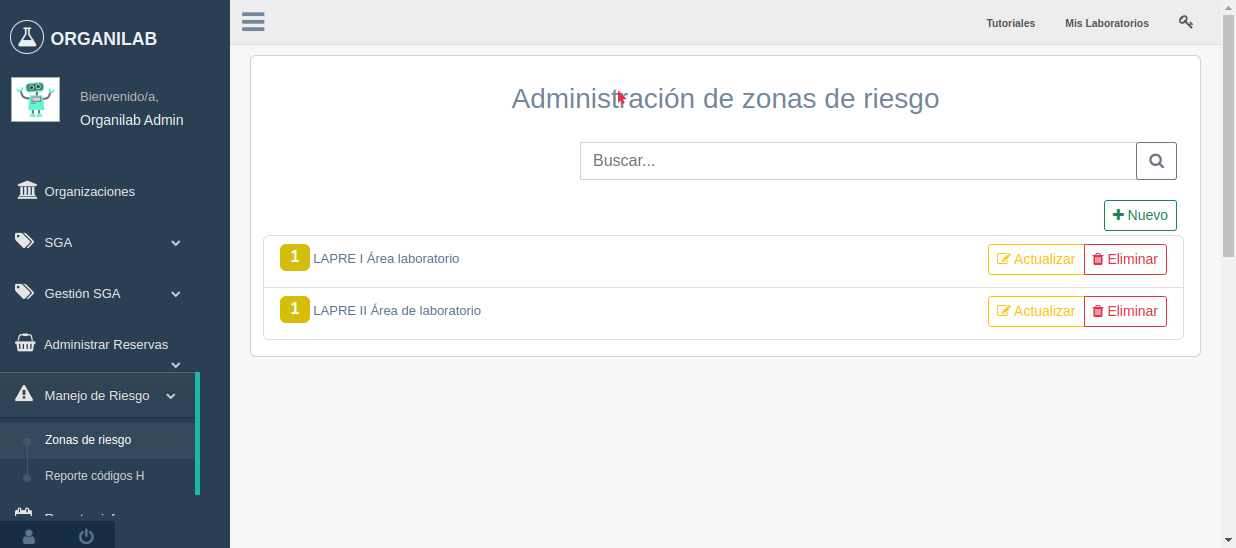 ORGANILAB
Tutoriales
Mis Laboratorios
Bienvenido/a,
Organilab Admin
Organizaciones
SGA
Gestión SGA
Administrar Reservas
Manejo de Riesgo
Zonas de riesgo
Reporte códigos H
Administración de zonas de riesgo
Buscar...
Nuevo
1 LAPRE I Área laboratorio Actualizar Eliminar
1 LAPRE II Área de laboratorio Actualizar Eliminar